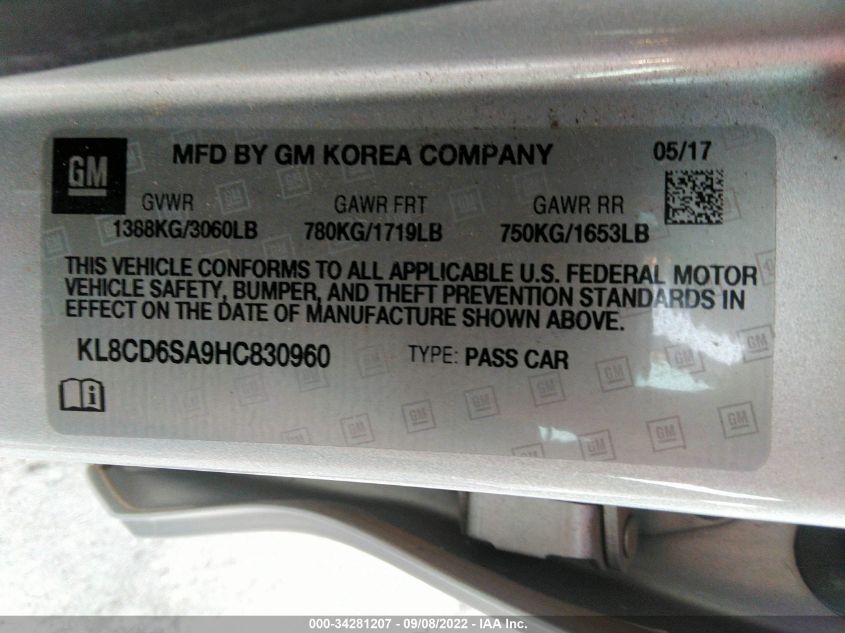 GM
MFD BY GM KOREA COMPANY 05/17
GVWR GAWR FRT GAWR RR
1388KG/3060LB 780KG/1719LB 750KG/1653LB
THIS VEHICLE CONFORMS TO ALL APPLICABLE U.S. FEDERAL MOTOR
VEHICLE SAFETY, BUMPER, AND THEFT PREVENTION STANDARDS IN
EFFECT ON THE DATE OF MANUFACTURE SHOWN ABOVE.
KL8CD6SA9HC830960 TYPE: PASS CAR
000-34281207 - 09/08/2022 - IAA Inc.